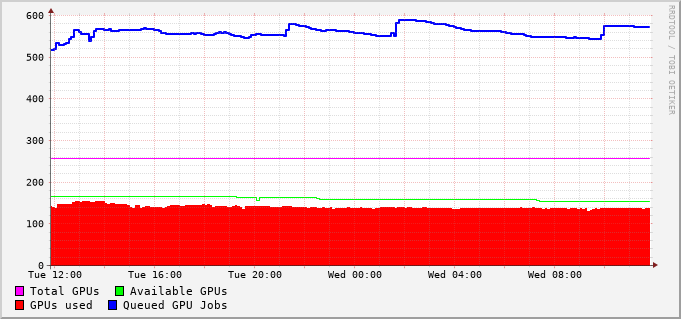 600
500
400
300
200
100
0
Tue 12:00 Tue 16:00 Tue 20:00 Wed 00:00 Wed 04:00 Wed 08:00
Total GPUs Available GPUs
GPUs used Queued GPU Jobs
RRDTOOL / TOBI OETIKER